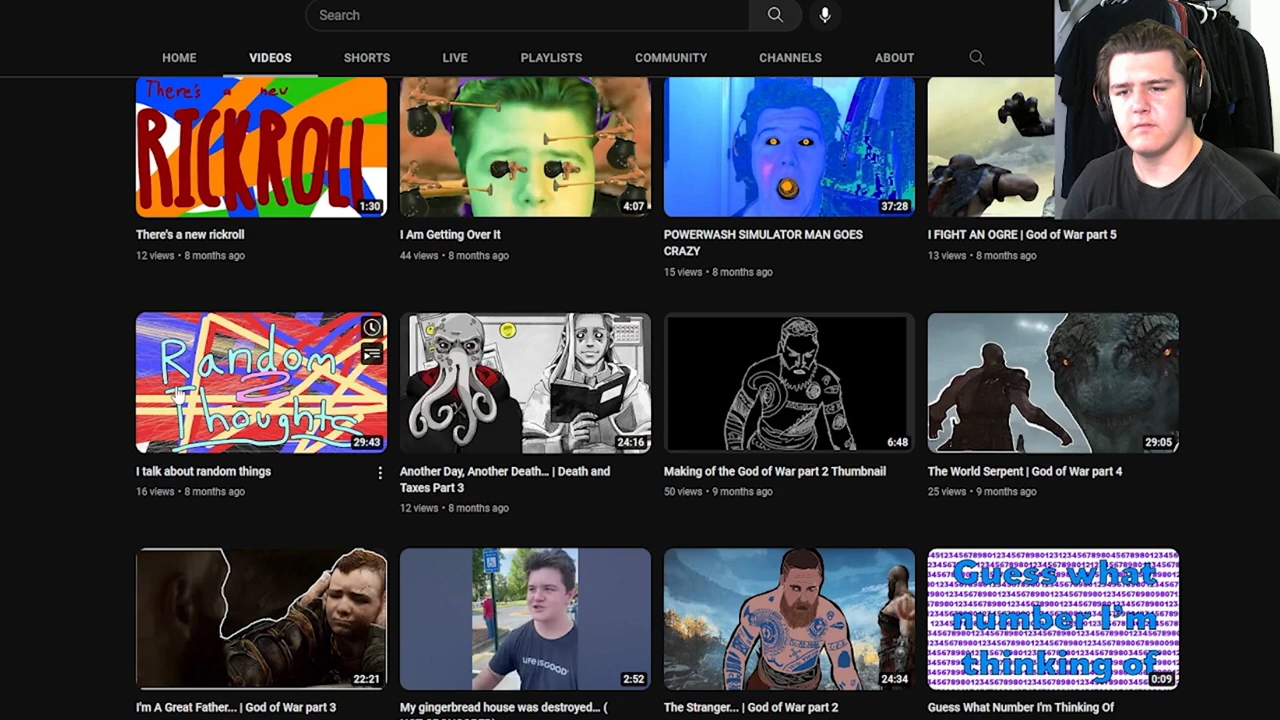 Search
HOME
VIDEOS
SHORTS
LIVE
PLAYLISTS
COMMUNITY
CHANNELS
ABOUT
There's a new
RICKROLL
1:30
4:07
37:28
There's a new rickroll
12 views • 8 months ago
I Am Getting Over It
44 views • 8 months ago
POWERWASH SIMULATOR MAN GOES
CRAZY
15 views • 8 months ago
I FIGHT AN OGRE | God of War part 5
13 views • 8 months ago
Random
Thoughts
29:43
24:16
6:48
29:05
I talk about random things
16 views • 8 months ago
Another Day, Another Death... | Death and
Taxes Part 3
12 views • 8 months ago
Making of the God of War part 2 Thumbnail
50 views • 9 months ago
The World Serpent | God of War part 4
25 views • 9 months ago
22:21
LIFE IS GOOD
2:52
24:34
Guess what
number I'm
thinking of
0:09
I'm A Great Father... | God of War part 3
My gingerbread house was destroyed... (
The Stranger... | God of War part 2
Guess What Number I'm Thinking Of